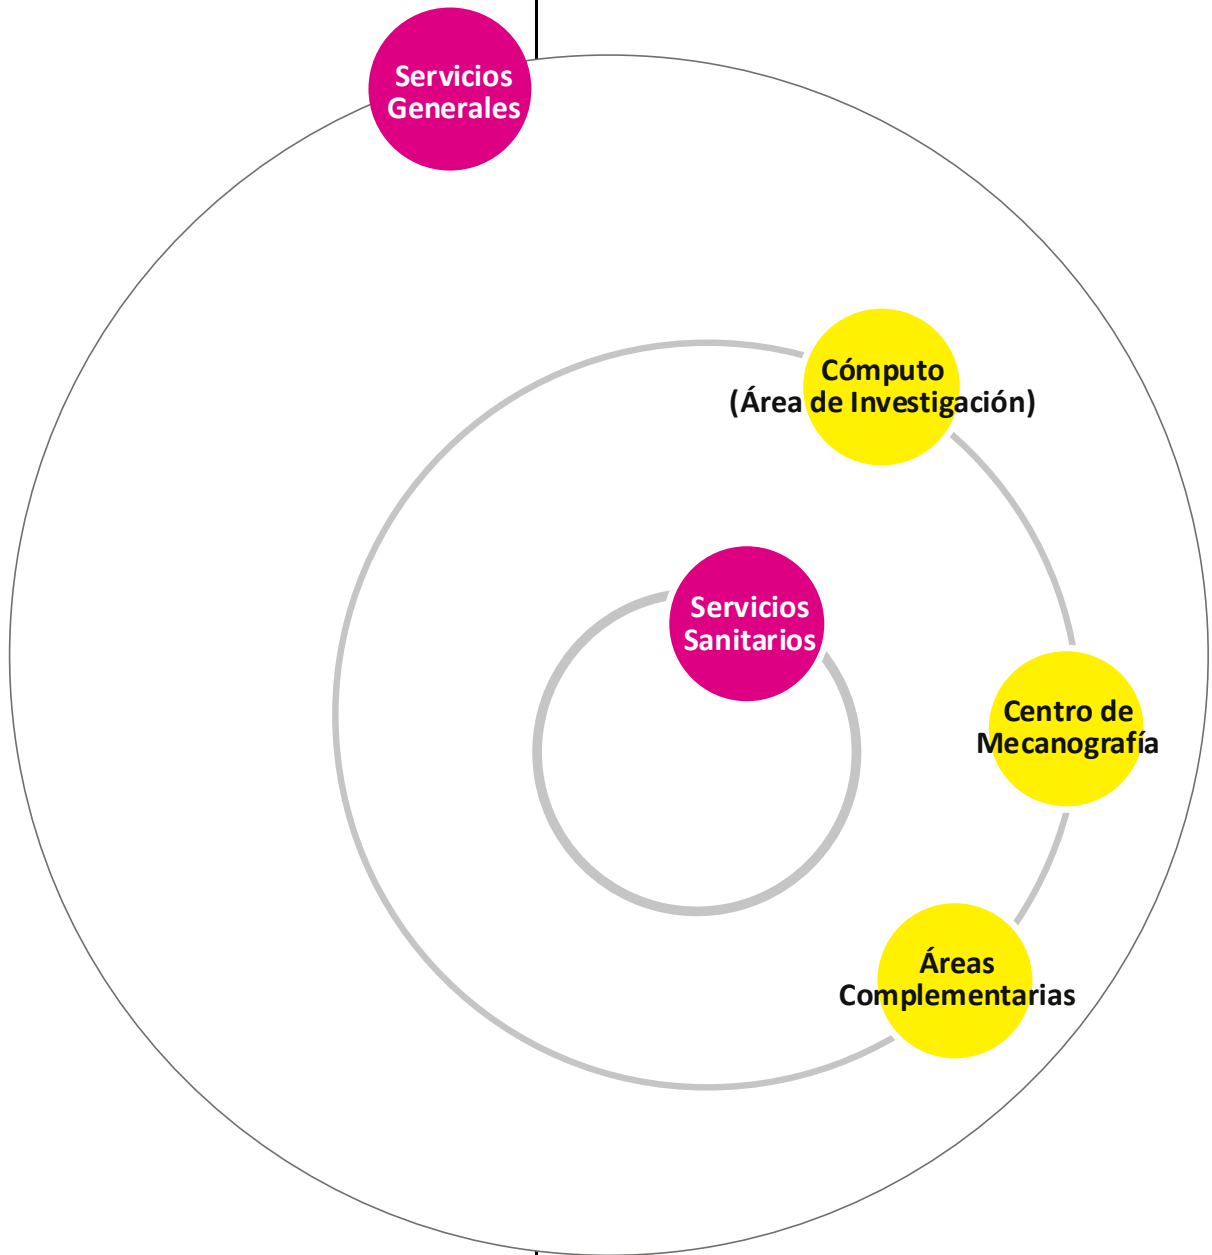 Servicios
Generales
Cómputo
(Área de Investigación)
Servicios
Sanitarios
Centro de
Mecanografía
Áreas
Complementarias